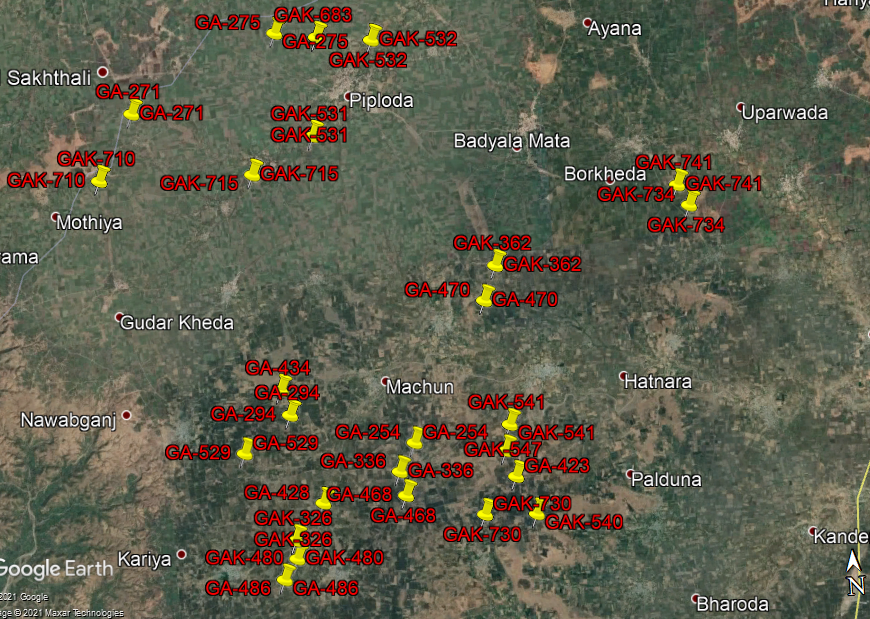 Hariya
GAK-683
GA-275
Ayana
GA-275
GAK-532
GAK-532
Sakhthali
GA-271
Piploda
GA-271
GAK-531
Uparwada
GAK-531
Badyala Mata
GAK-710
GAK-741
GAK-710
GAK-715
GAK-715
Borkheda
GAK-734
GAK-741
Mothiya
GAK-734
GAK-362
rama
GAK-362
GA-470
GA-470
Gudar Kheda
GA-434
Machun
Hatnara
GA-294
GAK-541
GA-294
Nawabganj
GA-254
GA-254
GAK-541
GA-529
GA-529
GAK-547
GA-336
GA-336
GA-423
Palduna
GA-428
GA-468
GAK-730
GA-468
GAK-326
GAK-540
GAK-326
GAK-730
Kande
Kariya
GAK-480
GAK-480
Google Earth
GA-486
GA-486
N
2021 Google
Bharoda
© 2021 Maxar Technologies